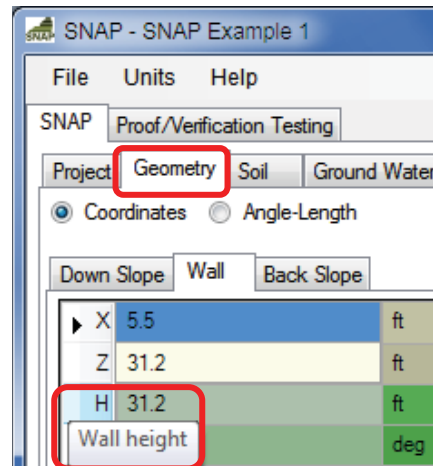 SNAP - SNAP Example 1
File Units Help
SNAP Proof/Verification Testing
Project Geometry Soil Ground Water
Coordinates Angle-Length
Down Slope Wall Back Slope
X 5.5 ft
Z 31.2 ft
H 31.2 ft
Wall height deg